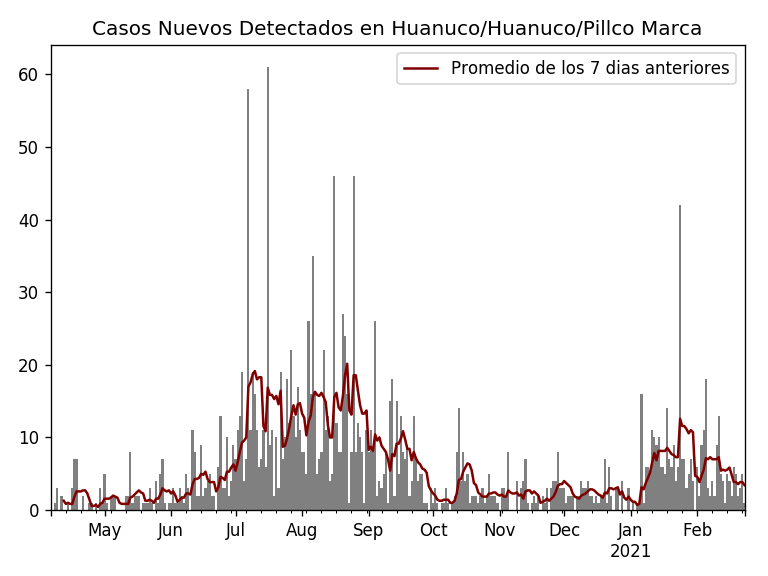 Casos Nuevos Detectados en Huanuco/Huanuco/Pillco Marca
Promedio de los 7 dias anteriores
60
50
40
30
20
10
0
May Jun Jul Aug Sep Oct Nov Dec Jan Feb
2021